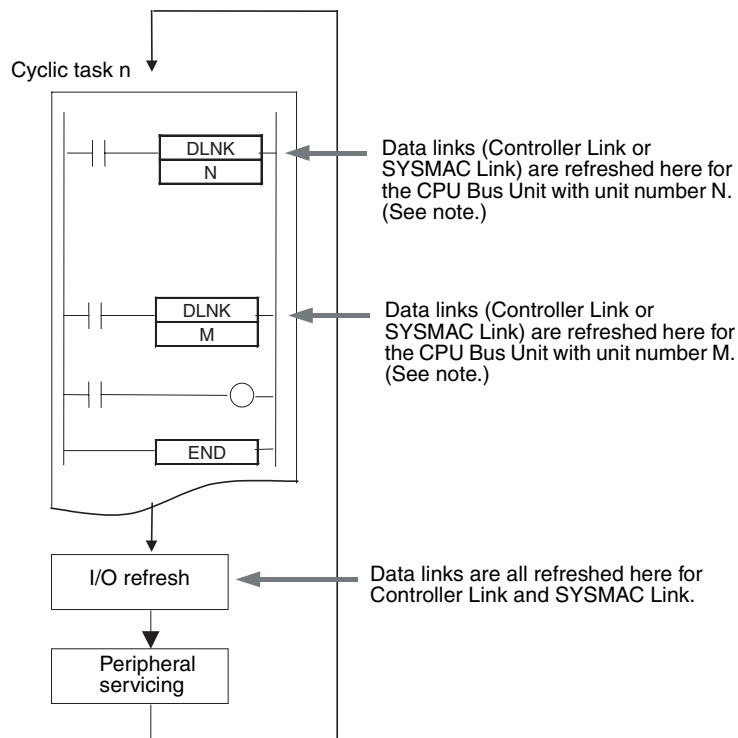 Cyclic task n
DLNK
N
Data links (Controller Link or
SYSMAC Link) are refreshed here for
the CPU Bus Unit with unit number N.
(See note.)
DLNK
M
Data links (Controller Link or
SYSMAC Link) are refreshed here for
the CPU Bus Unit with unit number M.
(See note.)
END
I/O refresh
Data links are all refreshed here for
Controller Link and SYSMAC Link.
Peripheral
servicing